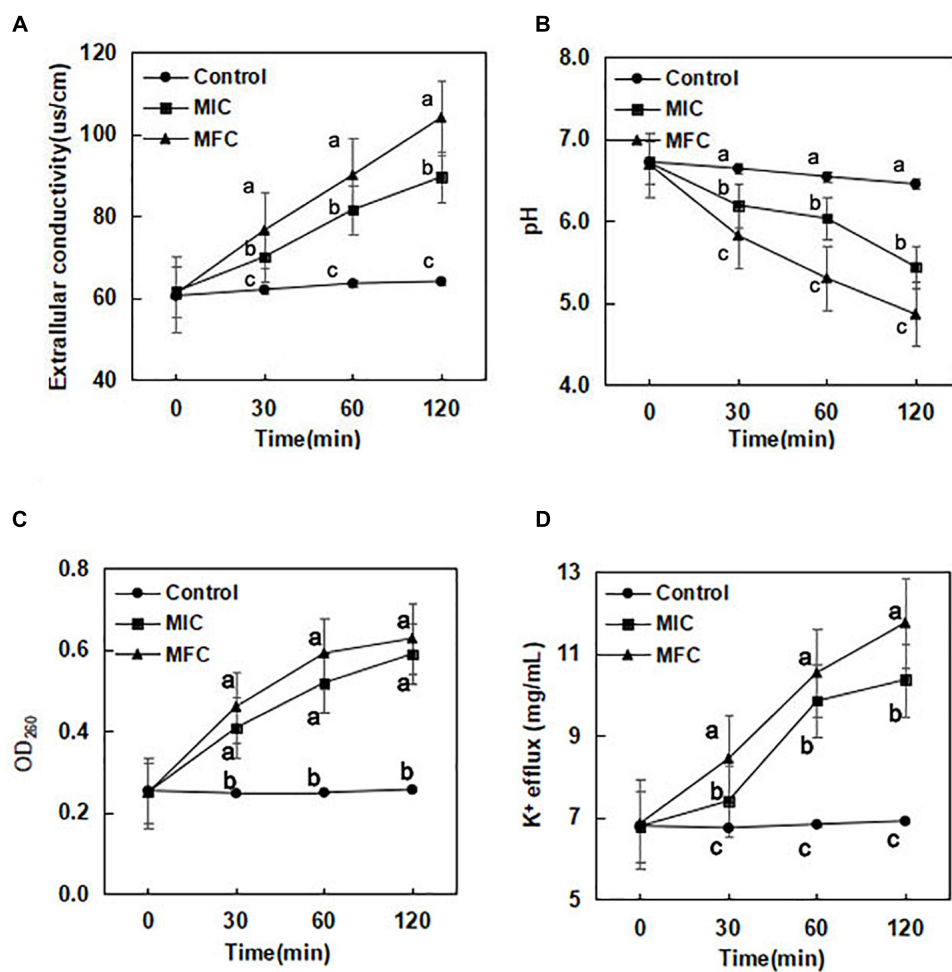 A
120
100
80
60
40
Extrallular conductivity(us/cm)
Control
MIC
MFC
a
a
a
b
b
b
c
c
c
0 30 60 120
Time(min)
B
8.0
7.0
6.0
5.0
4.0
pH
Control
MIC
MFC
a
a
a
b
b
b
c
c
c
0 30 60 120
Time(min)
C
0.8
0.6
0.4
0.2
0.0
OD260
Control
MIC
MFC
a
a
a
a
a
a
b
b
b
0 30 60 120
Time(min)
D
13
11
9
7
5
K+ efflux (mg/mL)
Control
MIC
MFC
a
a
a
b
b
b
c
c
c
0 30 60 120
Time(min)